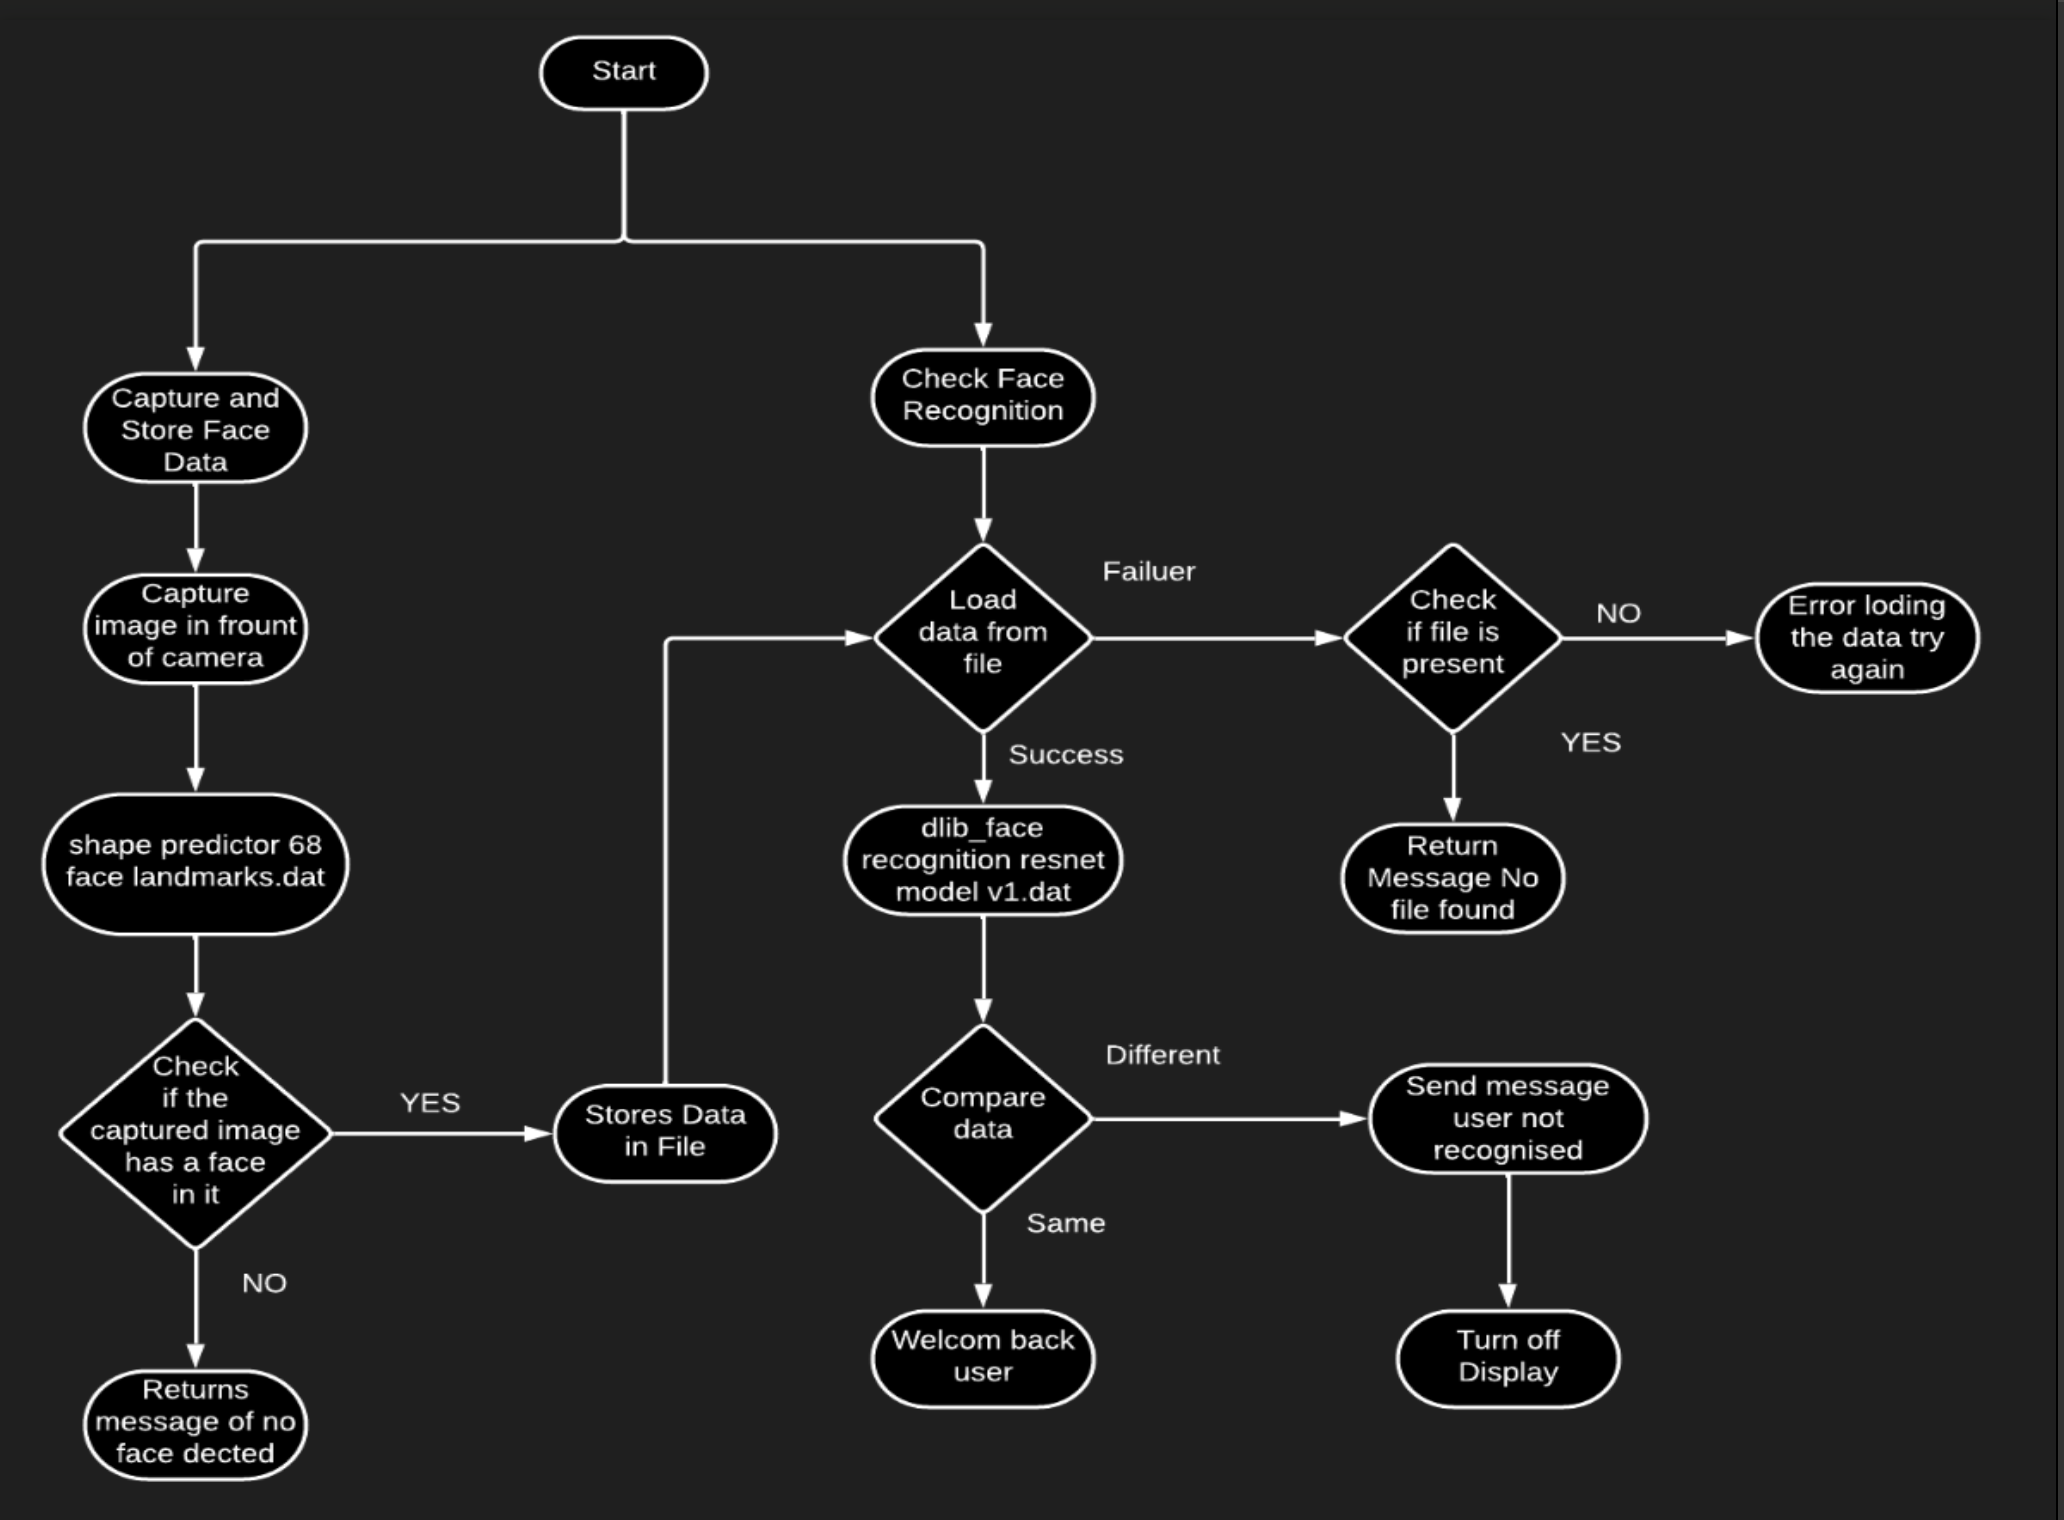 Start
Capture and
Store Face
Data
Check Face
Recognition
Capture
image in frount
of camera
Load
data from
file
Failuer
Check
if file is
present
NO
Error loding
the data try
again
Success
YES
shape predictor 68
face landmarks.dat
dlib_face
recognition resnet
model v1.dat
Return
Message No
file found
Check
if the
captured image
has a face
in it
YES
Stores Data
in File
Compare
data
Different
Send message
user not
recognised
Same
NO
Returns
message of no
face dected
Welcom back
user
Turn off
Display